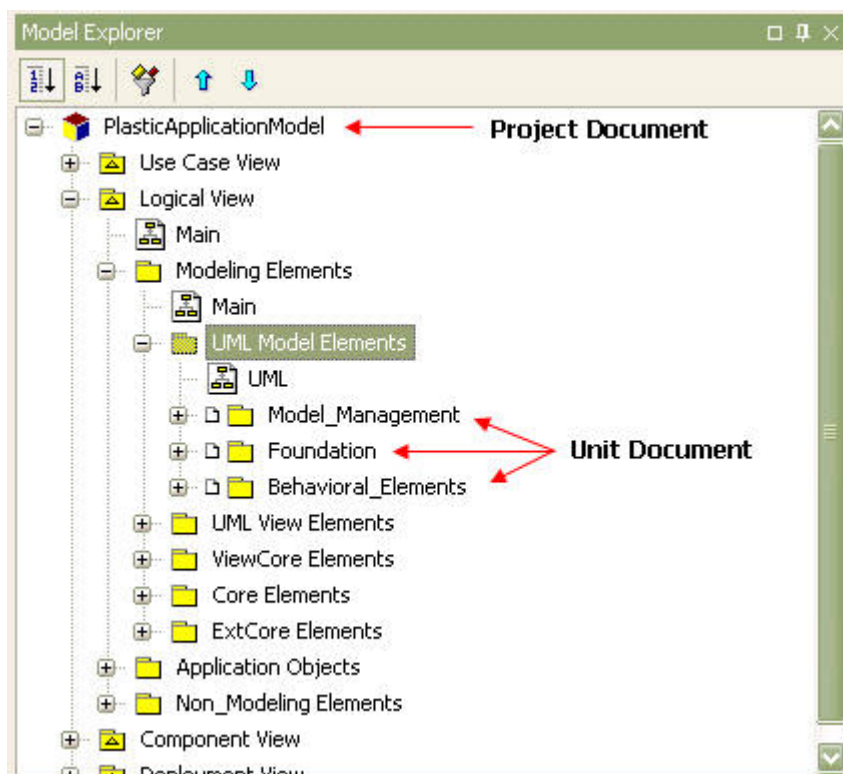 Model Explorer
PlasticApplicationModel
Project Document
Use Case View
Logical View
Main
Modeling Elements
Main
UML Model Elements
UML
Model_Management
Foundation
Unit Document
Behavioral_Elements
UML View Elements
ViewCore Elements
Core Elements
ExtCore Elements
Application Objects
Non_Modeling Elements
Component View
Deployment View